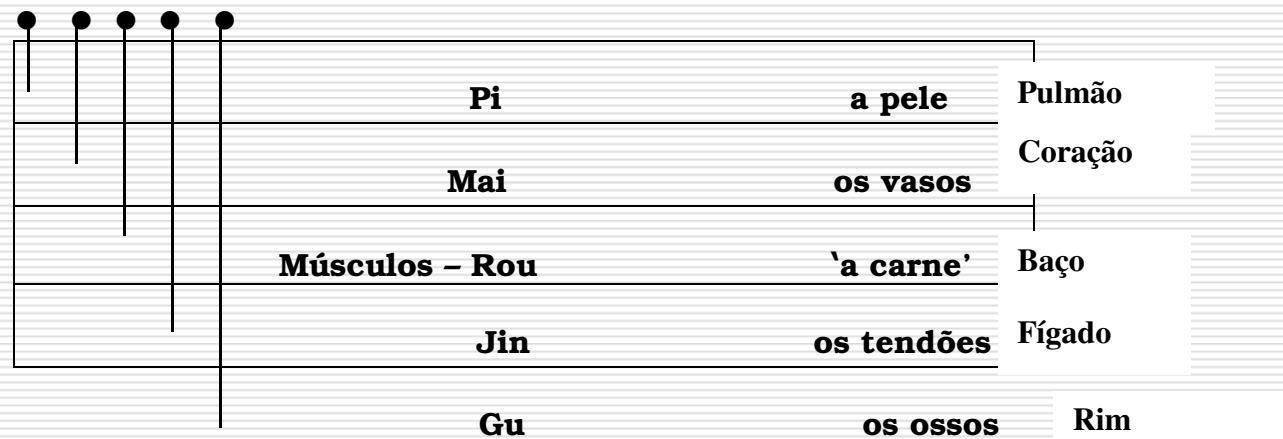 Pi a pele Pulmão
Mai os vasos Coração
Músculos – Rou ‘a carne’ Baço
Jin os tendões Fígado
Gu os ossos Rim